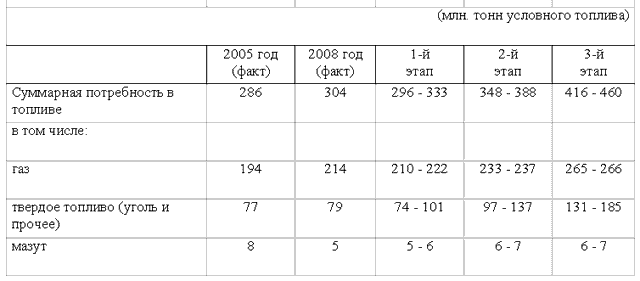 (млн. тонн условного топлива)
2005 год 2008 год 1-й 2-й 3-й
(факт) (факт) этап этап этап
Суммарная потребность в 286 304 296 - 333 348 - 388 416 - 460
топливе
в том числе:
газ 194 214 210 - 222 233 - 237 265 - 266
твердое топливо (уголь и 77 79 74 - 101 97 - 137 131 - 185
прочее)
мазут 8 5 5 - 6 6 - 7 6 - 7